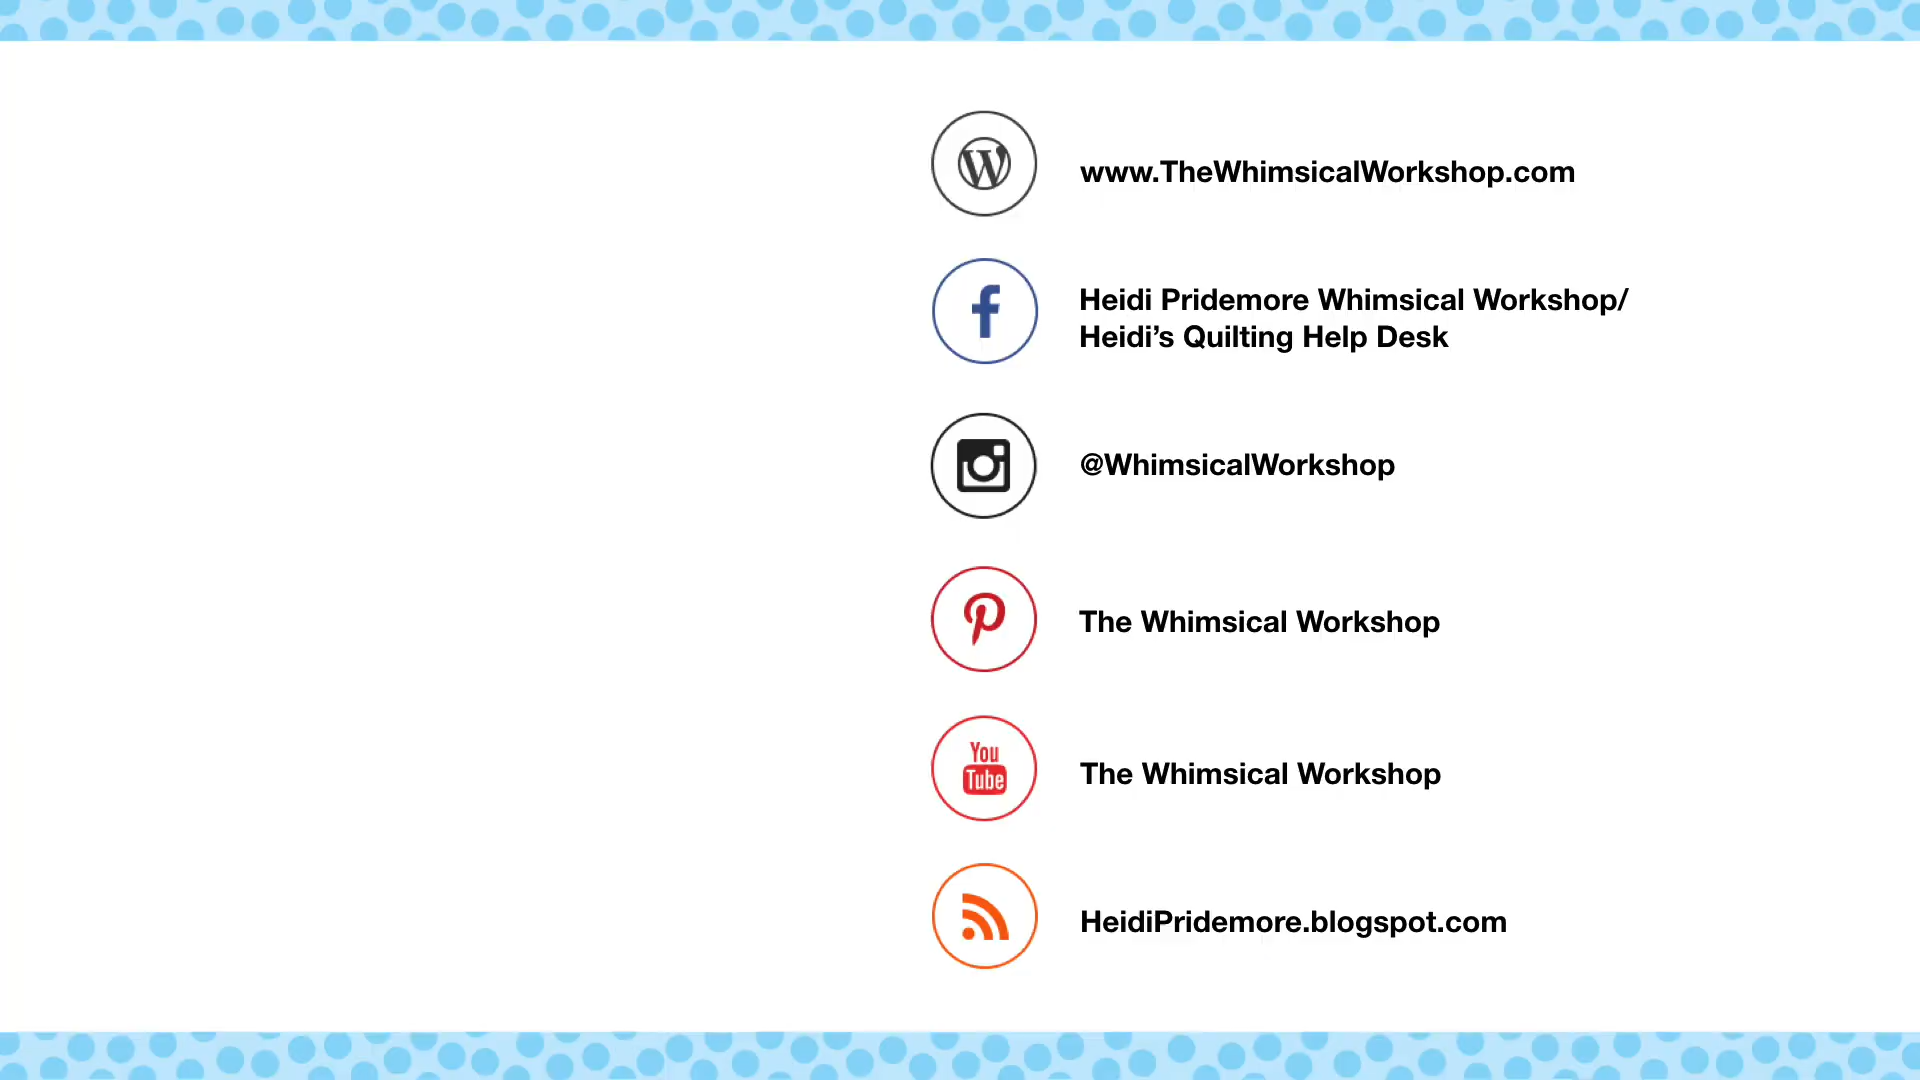 www.TheWhimsicalWorkshop.com
Heidi Pridemore Whimsical Workshop/
Heidi’s Quilting Help Desk
@WhimsicalWorkshop
The Whimsical Workshop
You
Tube
The Whimsical Workshop
HeidiPridemore.blogspot.com